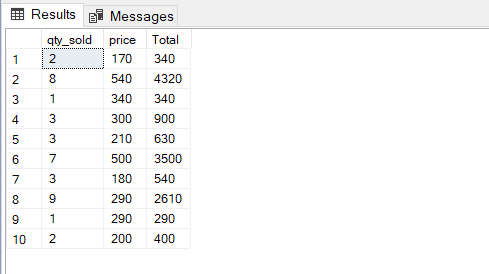 Results Messages
qty_sold price Total
1 2 170 340
2 8 540 4320
3 1 340 340
4 3 300 900
5 3 210 630
6 7 500 3500
7 3 180 540
8 9 290 2610
9 1 290 290
10 2 200 400